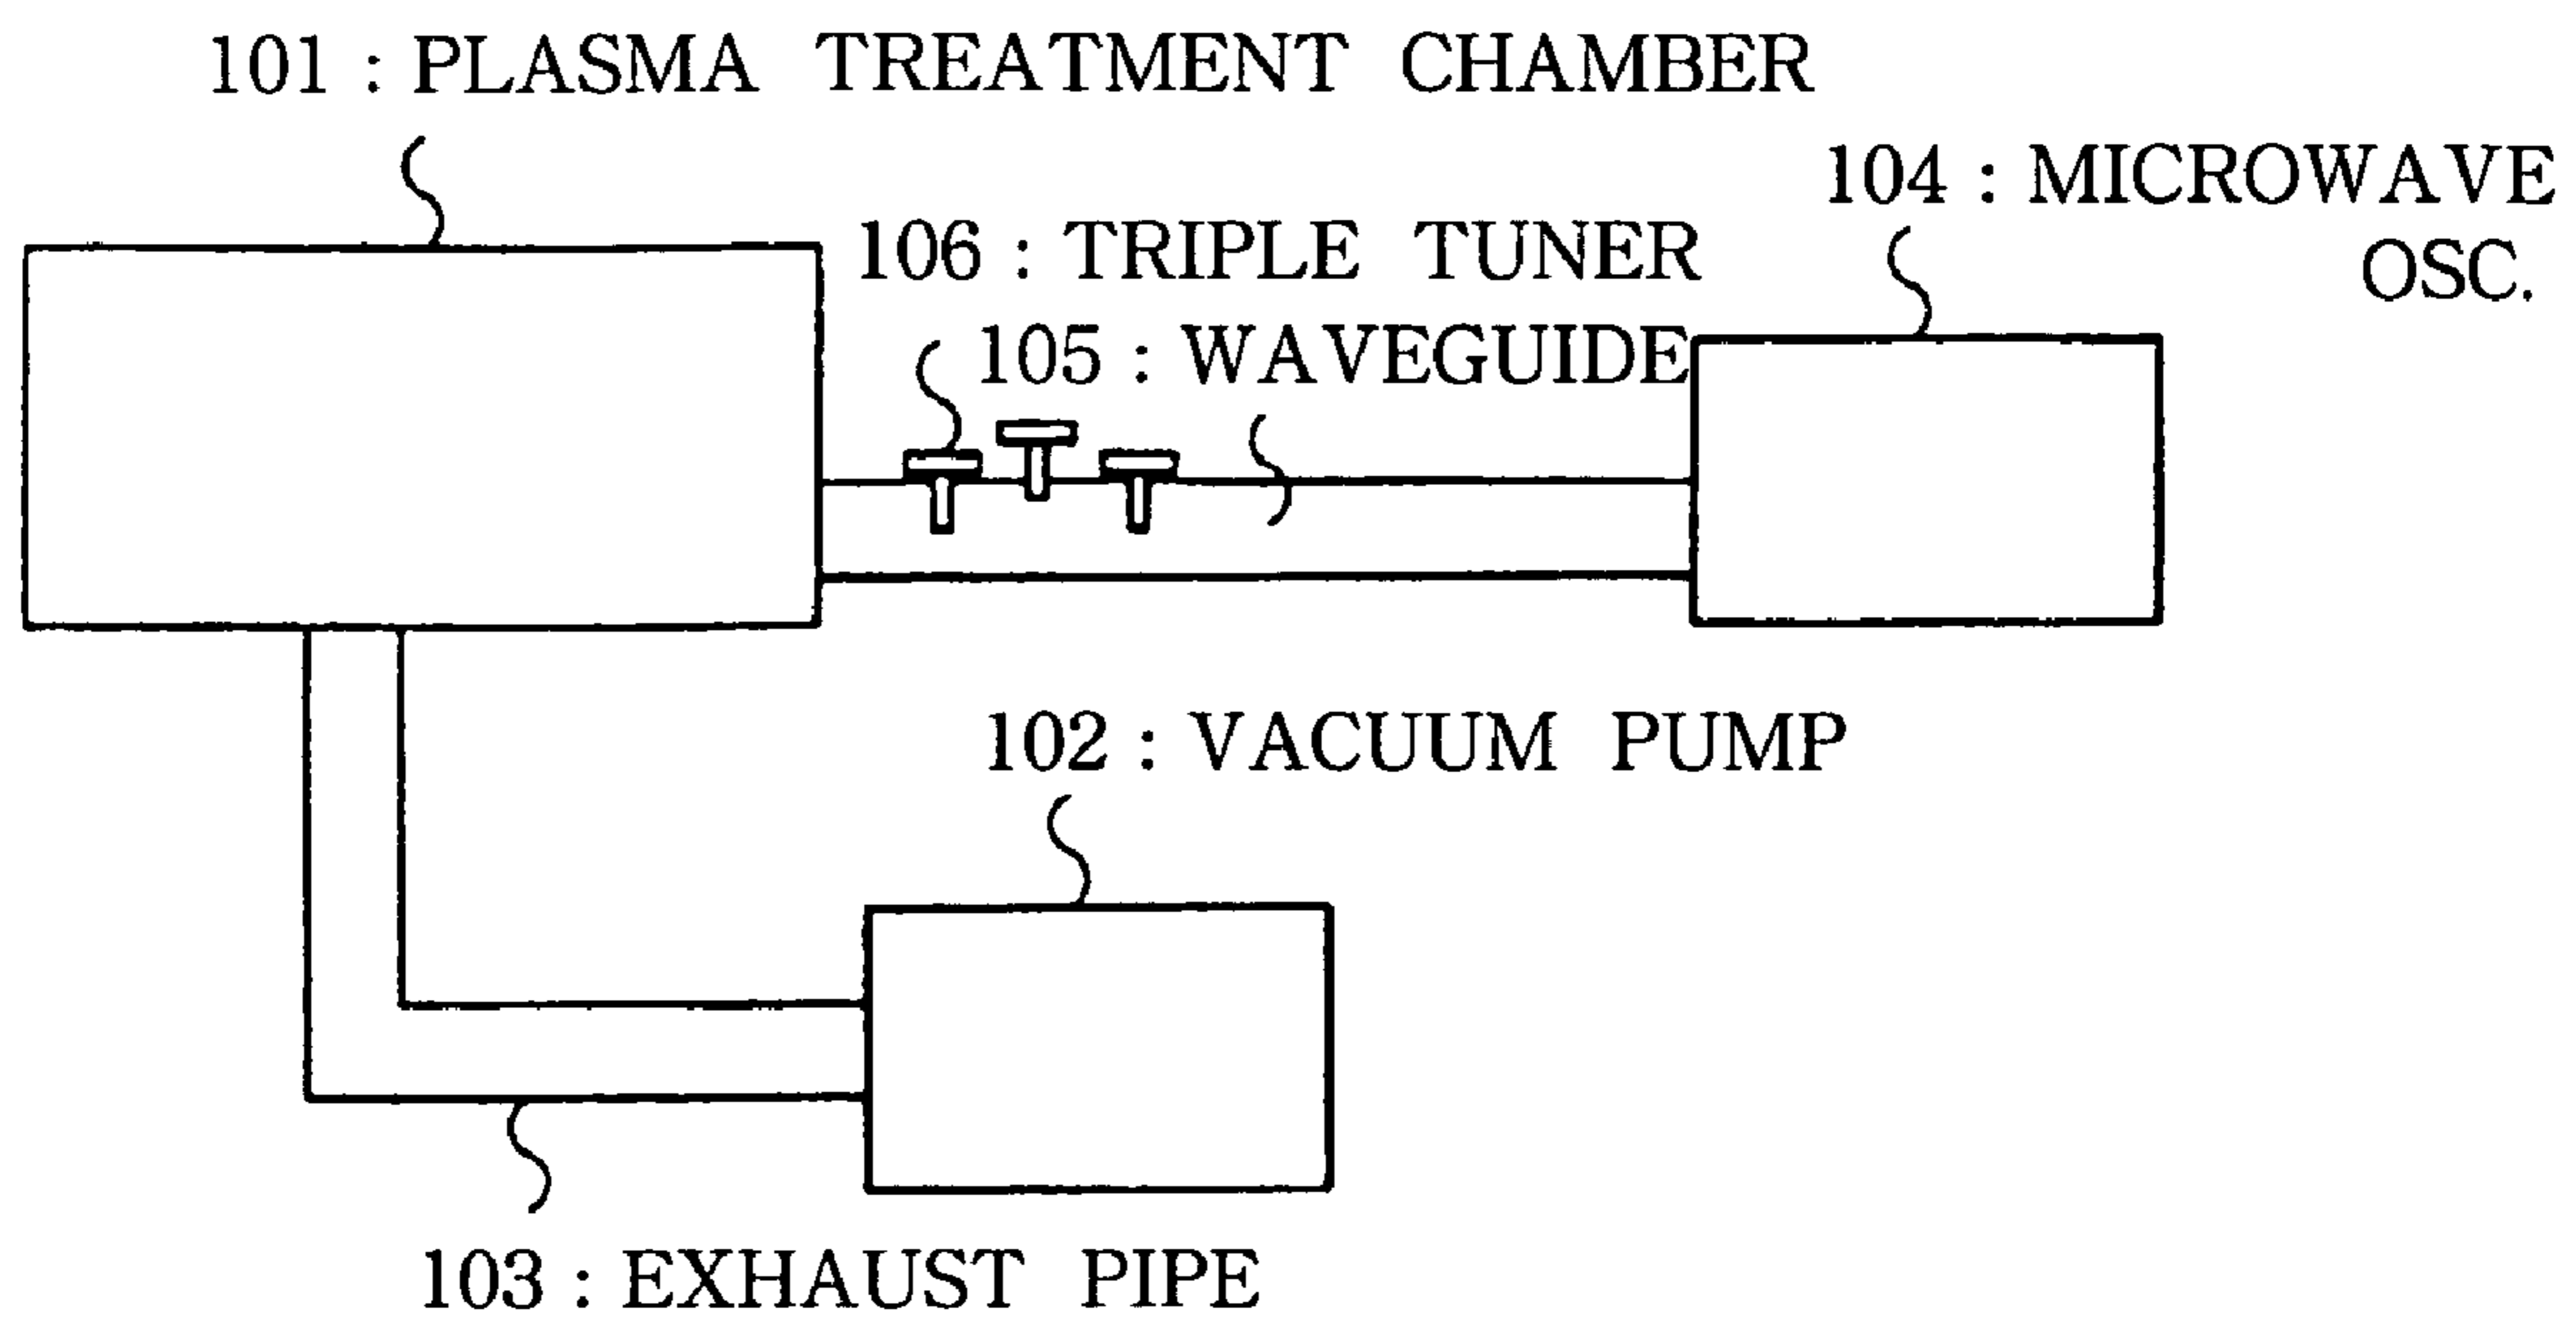 101 : PLASMA TREATMENT CHAMBER
104 : MICROWAVE
OSC.
106 : TRIPLE TUNER
105 : WAVEGUIDE
102 : VACUUM PUMP
103 : EXHAUST PIPE